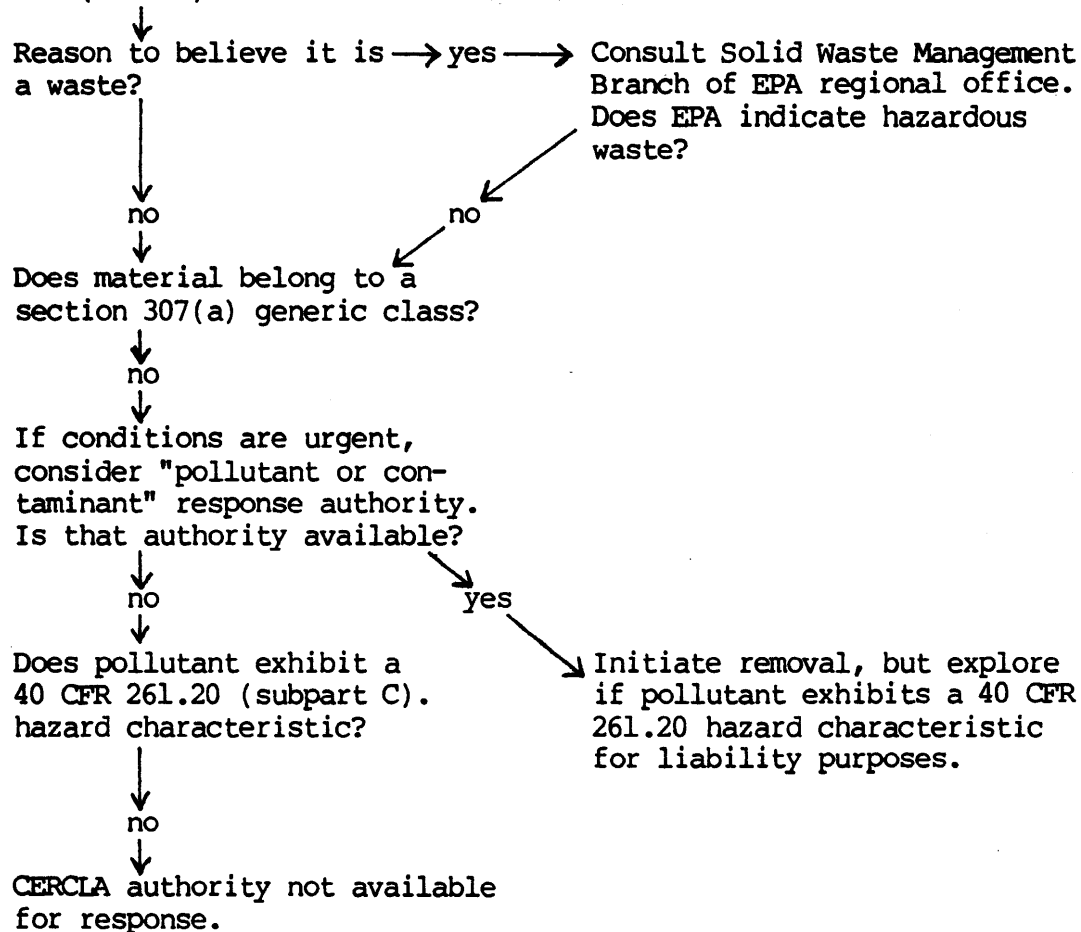 Reason to believe it is → yes → Consult Solid Waste Management
a waste? Branch of EPA regional office.
Does EPA indicate hazardous
waste?
no no
Does material belong to a
section 307(a) generic class?
no
If conditions are urgent,
consider "pollutant or con-
taminant" response authority.
Is that authority available?
no yes
Does pollutant exhibit a
40 CFR 261.20 (subpart C).
hazard characteristic?
Initiate removal, but explore
if pollutant exhibits a 40 CFR
261.20 hazard characteristic
for liability purposes.
no
CERCLA authority not available
for response.